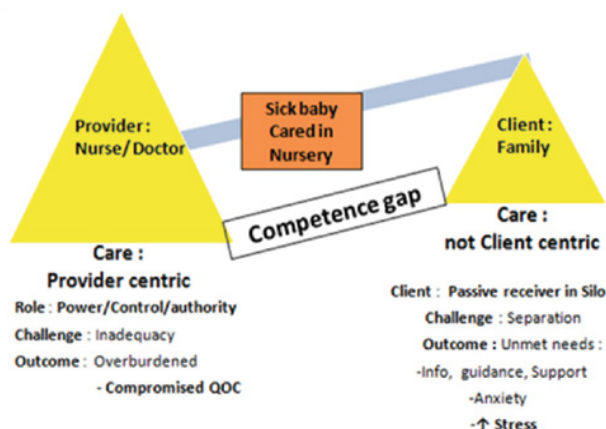 Provider :
Nurse/ Doctor
Sick baby
Cared in
Nursery
Client :
Family
Competence gap
Care :
Provider centric
Role : Power/Control/authority
Challenge : Inadequacy
Outcome : Overburdened
- Compromised QOC
Care :
not Client centric
Client : Passive receiver in Silo
Challenge : Separation
Outcome : Unmet needs :
-Info, guidance, Support
-Anxiety
-↑ Stress